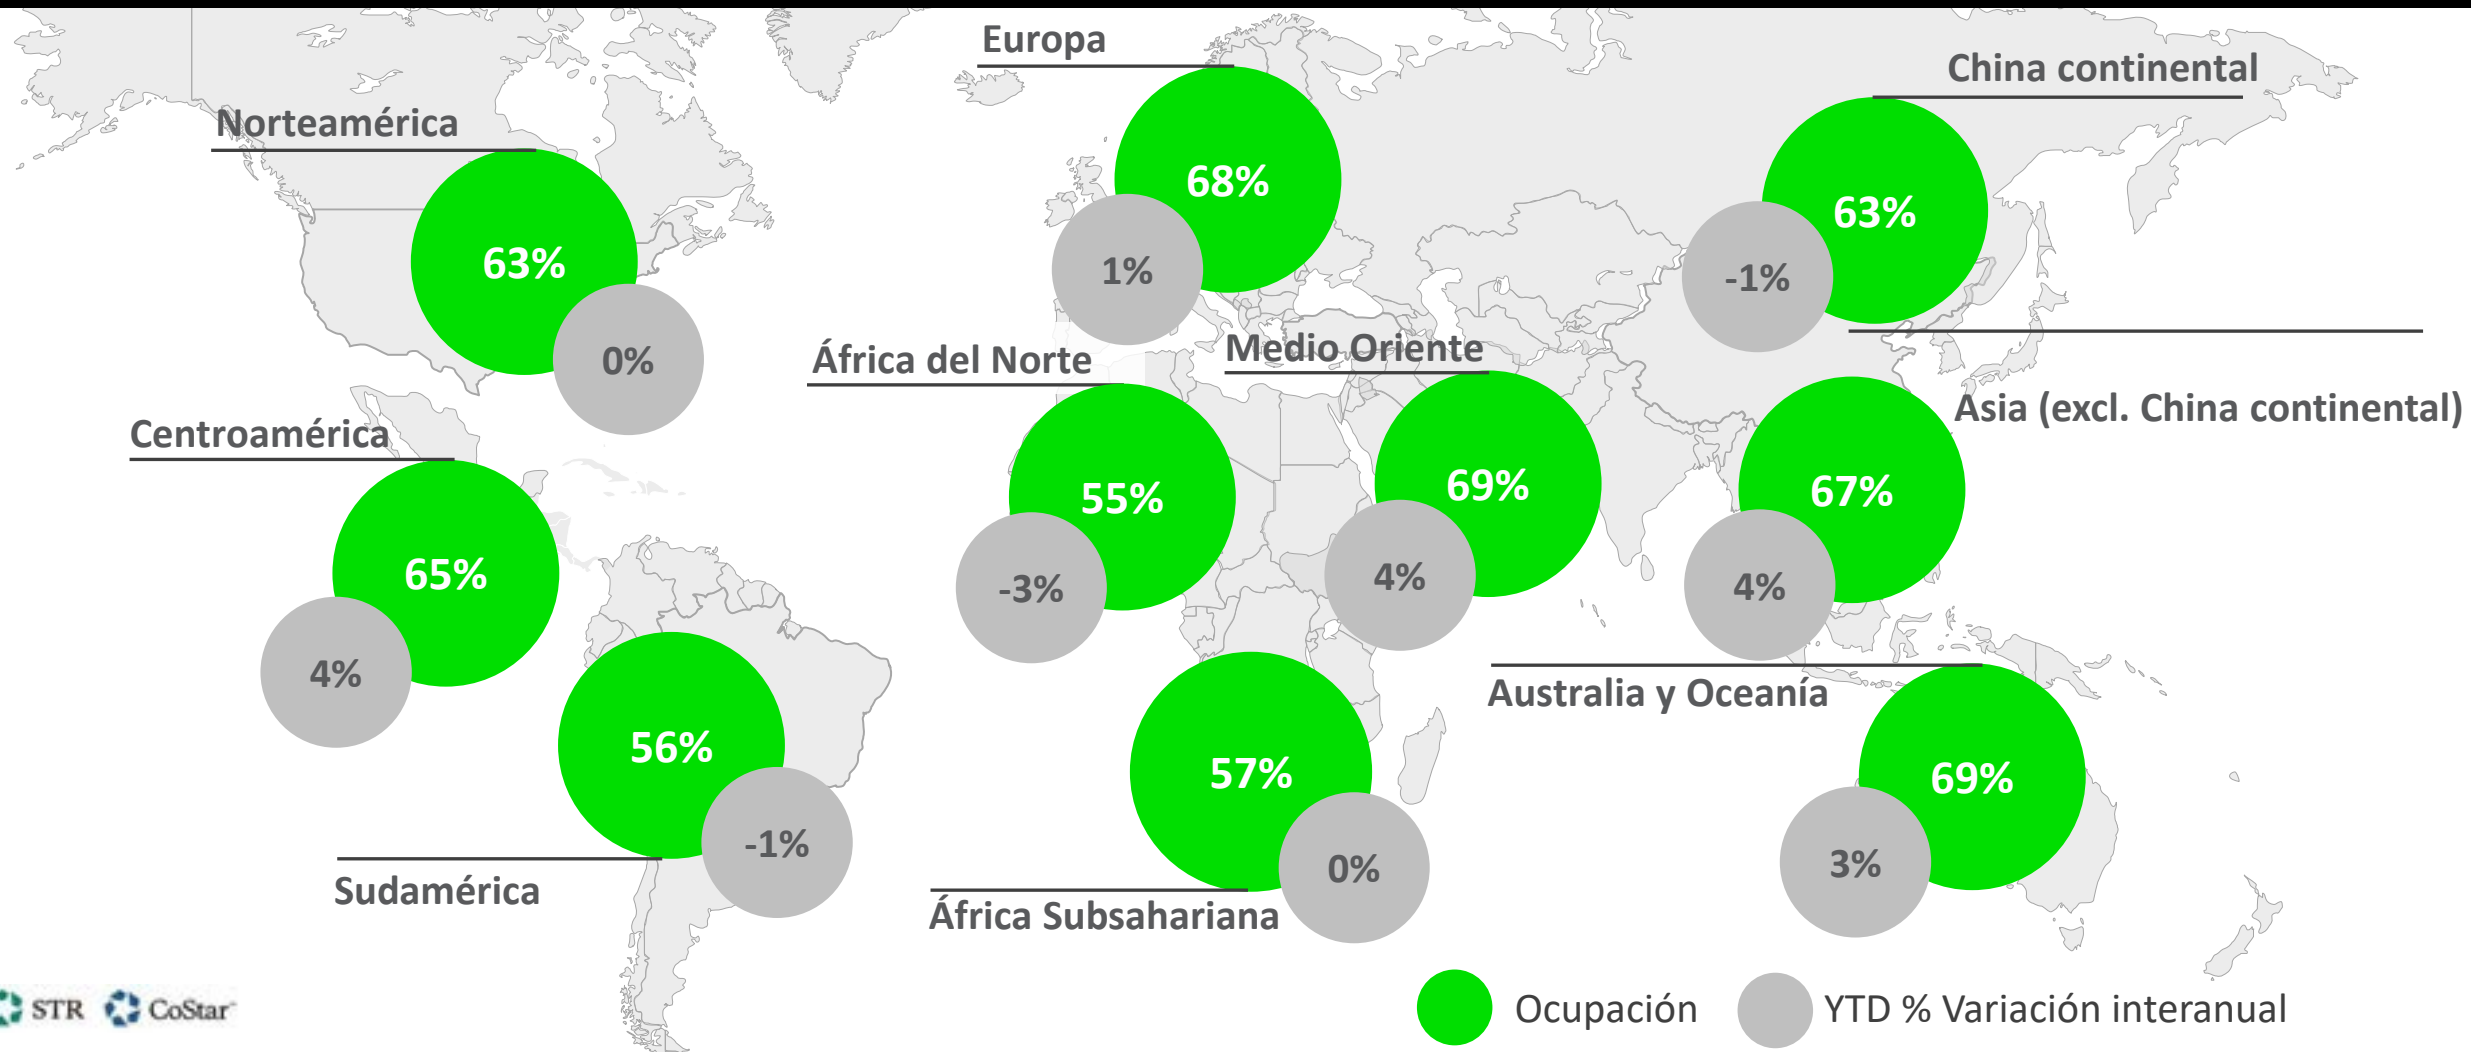 Europa
68%
1%
China continental
63%
-1%
Norteamérica
63%
0%
África del Norte
55%
-3%
Medio Oriente
69%
4%
Asia (excl. China continental)
67%
4%
Centroamérica
65%
4%
56%
-1%
Sudamérica
57%
0%
África Subsahariana
Australia y Oceanía
69%
3%
STR CoStar™
Ocupación
YTD % Variación interanual